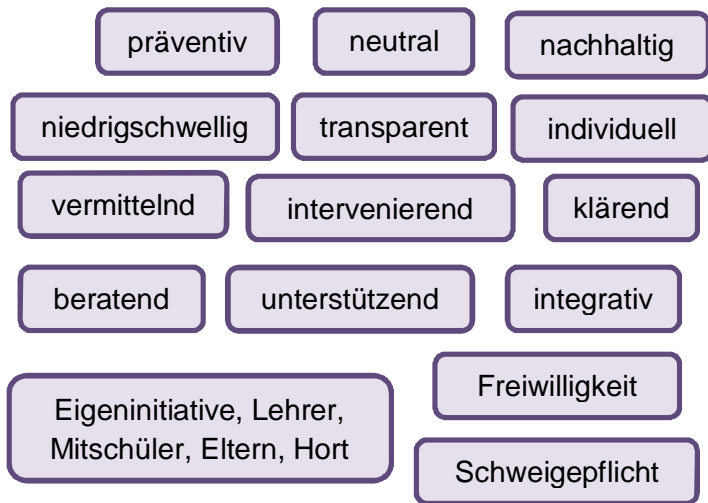 präventiv
neutral
nachhaltig
niedrigschwellig
transparent
individuell
vermittelnd
intervenierend
klärend
beratend
unterstützend
integrativ
Eigeninitiative, Lehrer,
Mitschüler, Eltern, Hort
Freiwilligkeit
Schweigepflicht